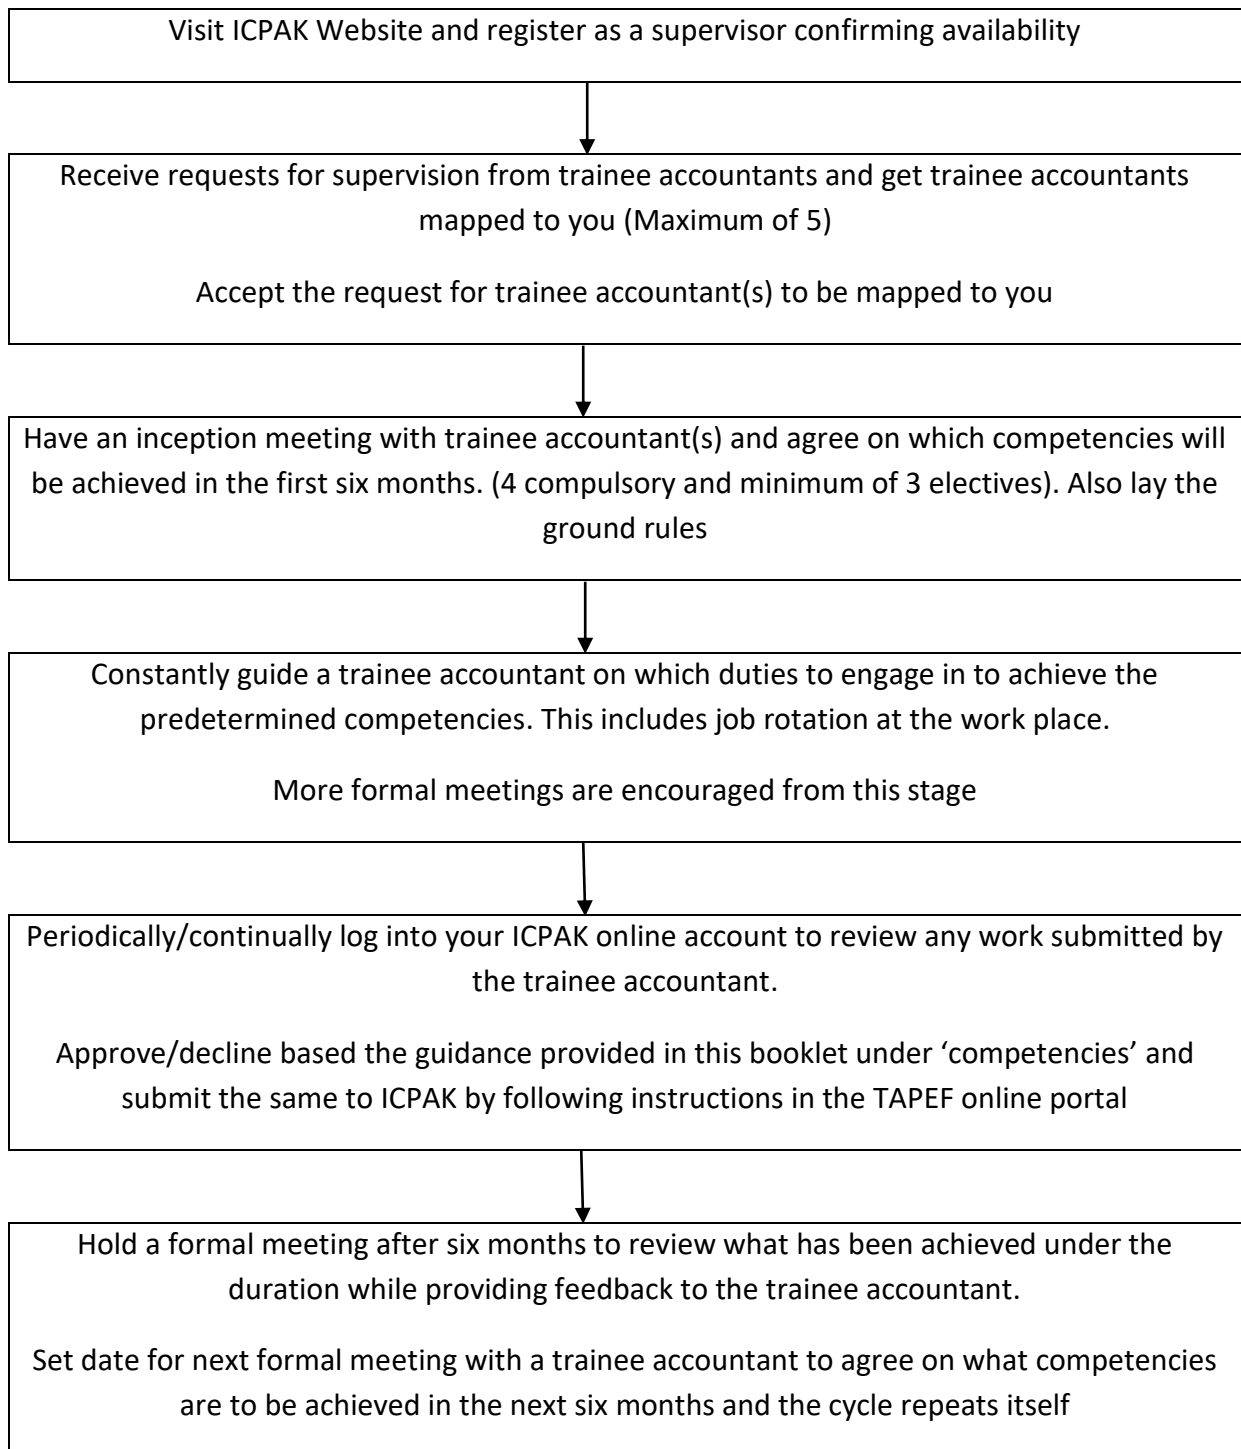 Visit ICPAK Website and register as a supervisor confirming availability
Receive requests for supervision from trainee accountants and get trainee accountants
mapped to you (Maximum of 5)
Accept the request for trainee accountant(s) to be mapped to you
Have an inception meeting with trainee accountant(s) and agree on which competencies will
be achieved in the first six months. (4 compulsory and minimum of 3 electives). Also lay the
ground rules
Constantly guide a trainee accountant on which duties to engage in to achieve the
predetermined competencies. This includes job rotation at the work place.
More formal meetings are encouraged from this stage
Periodically/continually log into your ICPAK online account to review any work submitted by
the trainee accountant.
Approve/decline based the guidance provided in this booklet under ‘competencies’ and
submit the same to ICPAK by following instructions in the TAPEF online portal
Hold a formal meeting after six months to review what has been achieved under the
duration while providing feedback to the trainee accountant.
Set date for next formal meeting with a trainee accountant to agree on what competencies
are to be achieved in the next six months and the cycle repeats itself